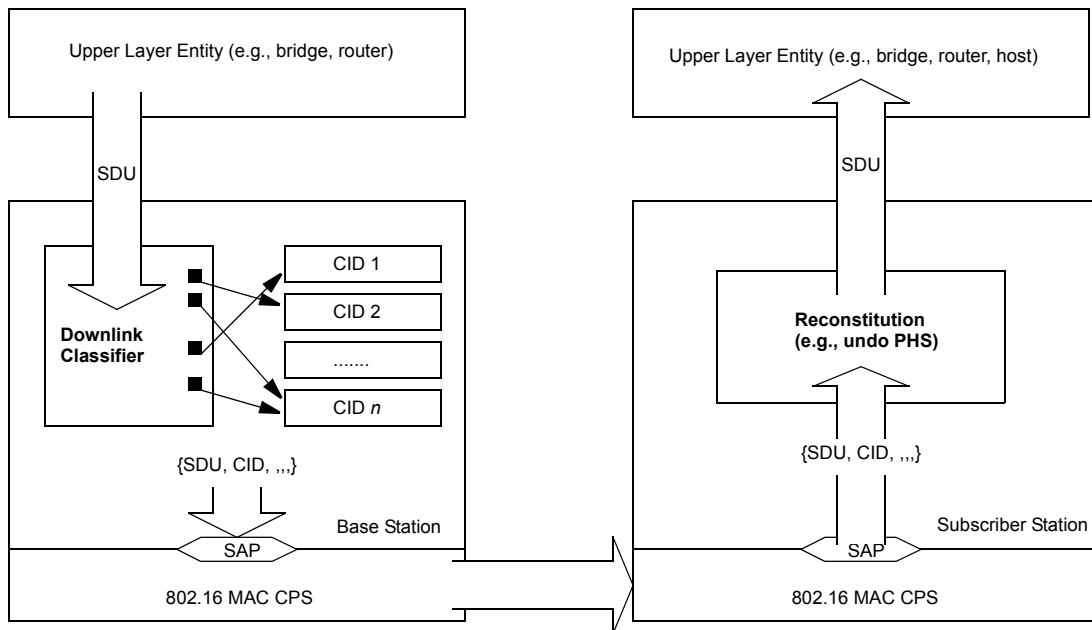 Upper Layer Entity (e.g., bridge, router)
SDU
Downlink
Classifier
CID 1
CID 2
.......
CID n
{SDU, CID, ,,,}
Base Station
SAP
802.16 MAC CPS
Upper Layer Entity (e.g., bridge, router, host)
SDU
Reconstitution
(e.g., undo PHS)
{SDU, CID, ,,,}
Subscriber Station
SAP
802.16 MAC CPS